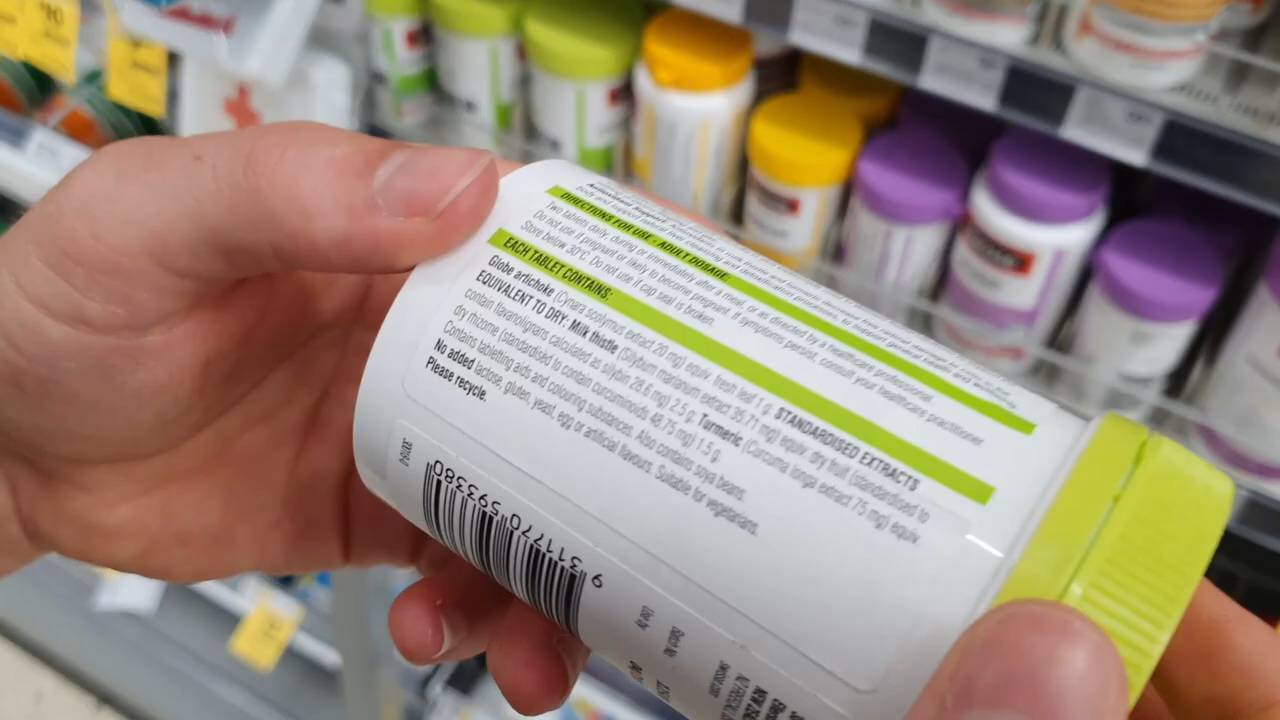 Antioxidant Support.
DIRECTIONS FOR USE - ADULT DOSAGE:
Two tablets daily, during or immediately after a meal, or as directed by a healthcare professional.
Do not use if pregnant or likely to become pregnant. If symptoms persist, consult your healthcare practitioner.
Store below 30°C. Do not use if cap seal is broken.
EACH TABLET CONTAINS:
Globe artichoke (Cynara scolymus extract 20 mg) equiv. fresh leaf 1 g. STANDARDISED EXTRACTS
EQUIVALENT TO DRY: Milk thistle (Silybum marianum extract 35.71 mg) equiv. dry fruit (standardised to
contain flavanolignans calculated as silybin 28.6 mg) 2.5 g. Turmeric (Curcuma longa extract 75 mg) equiv.
dry rhizome (standardised to contain curcuminoids 48.75 mg) 1.5 g.
Contains tabletting aids and colouring substances. Also contains soya beans.
No added lactose, gluten, yeast, egg or artificial flavours. Suitable for vegetarians.
Please recycle.
9 311770 593380